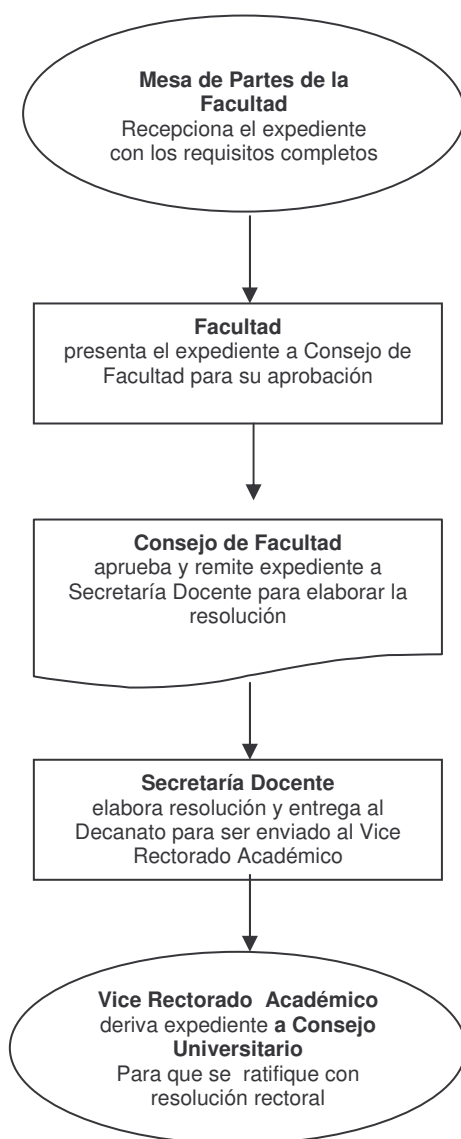 Mesa de Partes de la
Facultad
Recepciona el expediente
con los requisitos completos
Facultad
presenta el expediente a Consejo de
Facultad para su aprobación
Consejo de Facultad
aprueba y remite expediente a
Secretaría Docente para elaborar la
resolución
Secretaría Docente
elabora resolución y entrega al
Decanato para ser enviado al Vice
Rectorado Académico
Vice Rectorado Académico
deriva expediente a Consejo
Universitario
Para que se ratifique con
resolución rectoral